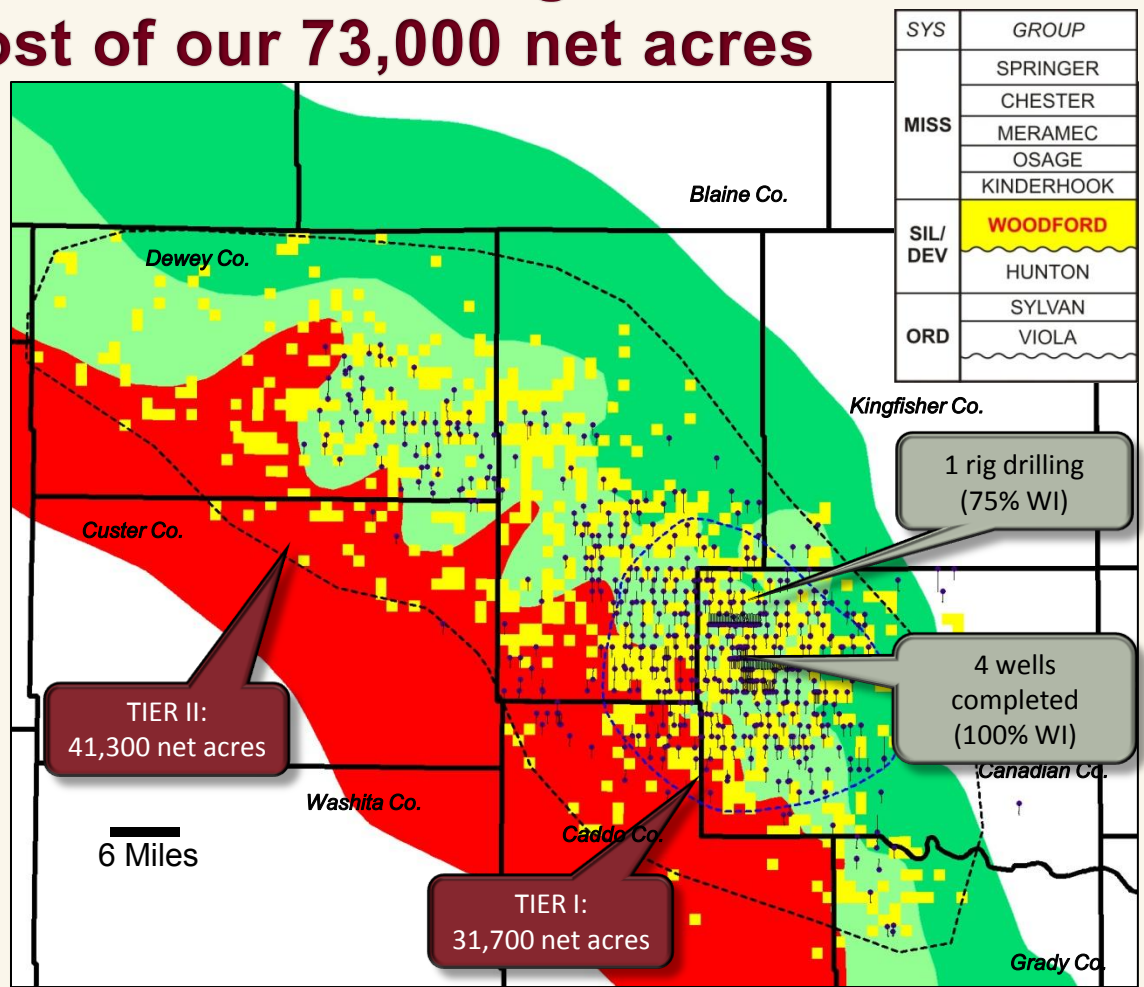 of our 73,000 net acres
SYS GROUP
MISS
SPRINGER
CHESTER
MERAMEC
OSAGE
KINDERHOOK
SIL/
DEV
WOODFORD
HUNTON
ORD
SYLVAN
VIOLA
Blaine Co.
Dewey Co.
Kingfisher Co.
1 rig drilling
(75% WI)
Custer Co.
4 wells
completed
(100% WI)
TIER II:
41,300 net acres
Canadian Co.
Washita Co.
Caddo Co.
6 Miles
TIER I:
31,700 net acres
Grady Co.